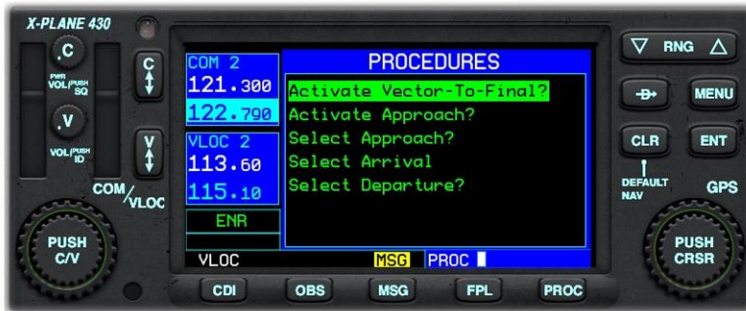 X-PLANE 430
C
PWR
VOL/PUSH
SQ
C
V
VOL/PUSH
ID
V
COM/VLOC
PUSH
C/V
COM 2
121.300
122.790
VLOC 2
113.60
115.10
ENR
VLOC
PROCEDURES
Activate Vector-To-Final?
Activate Approach?
Select Approach?
Select Arrival
Select Departure?
MSG
PROC
RNG
D
MENU
CLR
ENT
DEFAULT
NAV
GPS
PUSH
CRSR
CDI
OBS
MSG
FPL
PROC